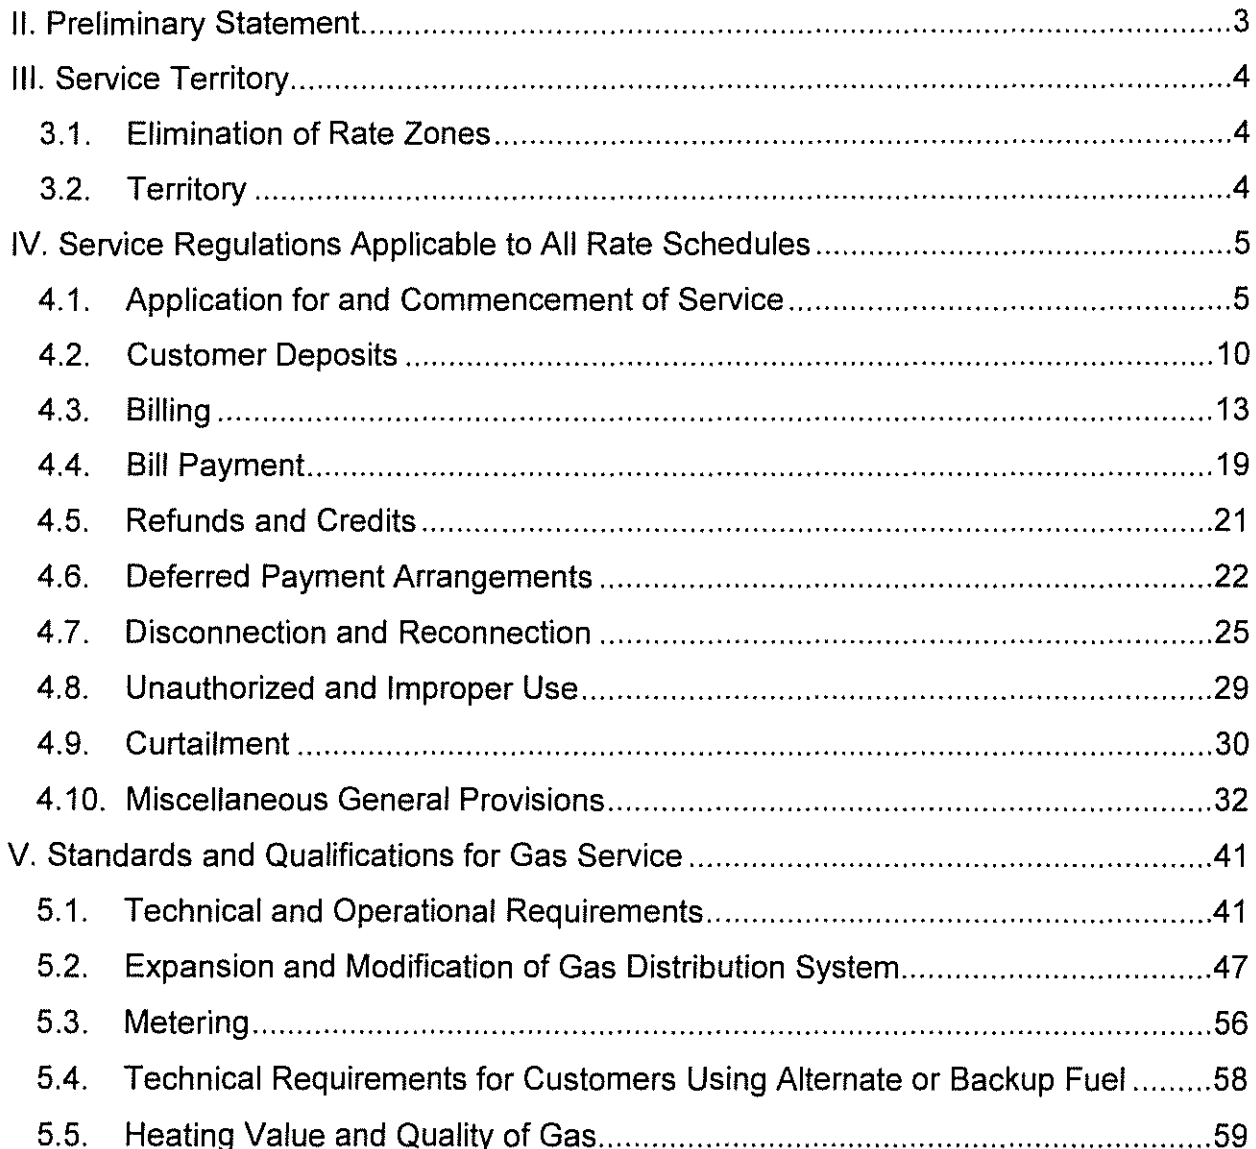 II. Preliminary Statement.....3
III. Service Territory.....4
3.1. Elimination of Rate Zones.....4
3.2. Territory.....4
IV. Service Regulations Applicable to All Rate Schedules.....5
4.1. Application for and Commencement of Service.....5
4.2. Customer Deposits.....10
4.3. Billing.....13
4.4. Bill Payment.....19
4.5. Refunds and Credits.....21
4.6. Deferred Payment Arrangements.....22
4.7. Disconnection and Reconnection.....25
4.8. Unauthorized and Improper Use.....29
4.9. Curtailment.....30
4.10. Miscellaneous General Provisions.....32
V. Standards and Qualifications for Gas Service.....41
5.1. Technical and Operational Requirements.....41
5.2. Expansion and Modification of Gas Distribution System.....47
5.3. Metering.....56
5.4. Technical Requirements for Customers Using Alternate or Backup Fuel.....58
5.5. Heating Value and Quality of Gas.....59